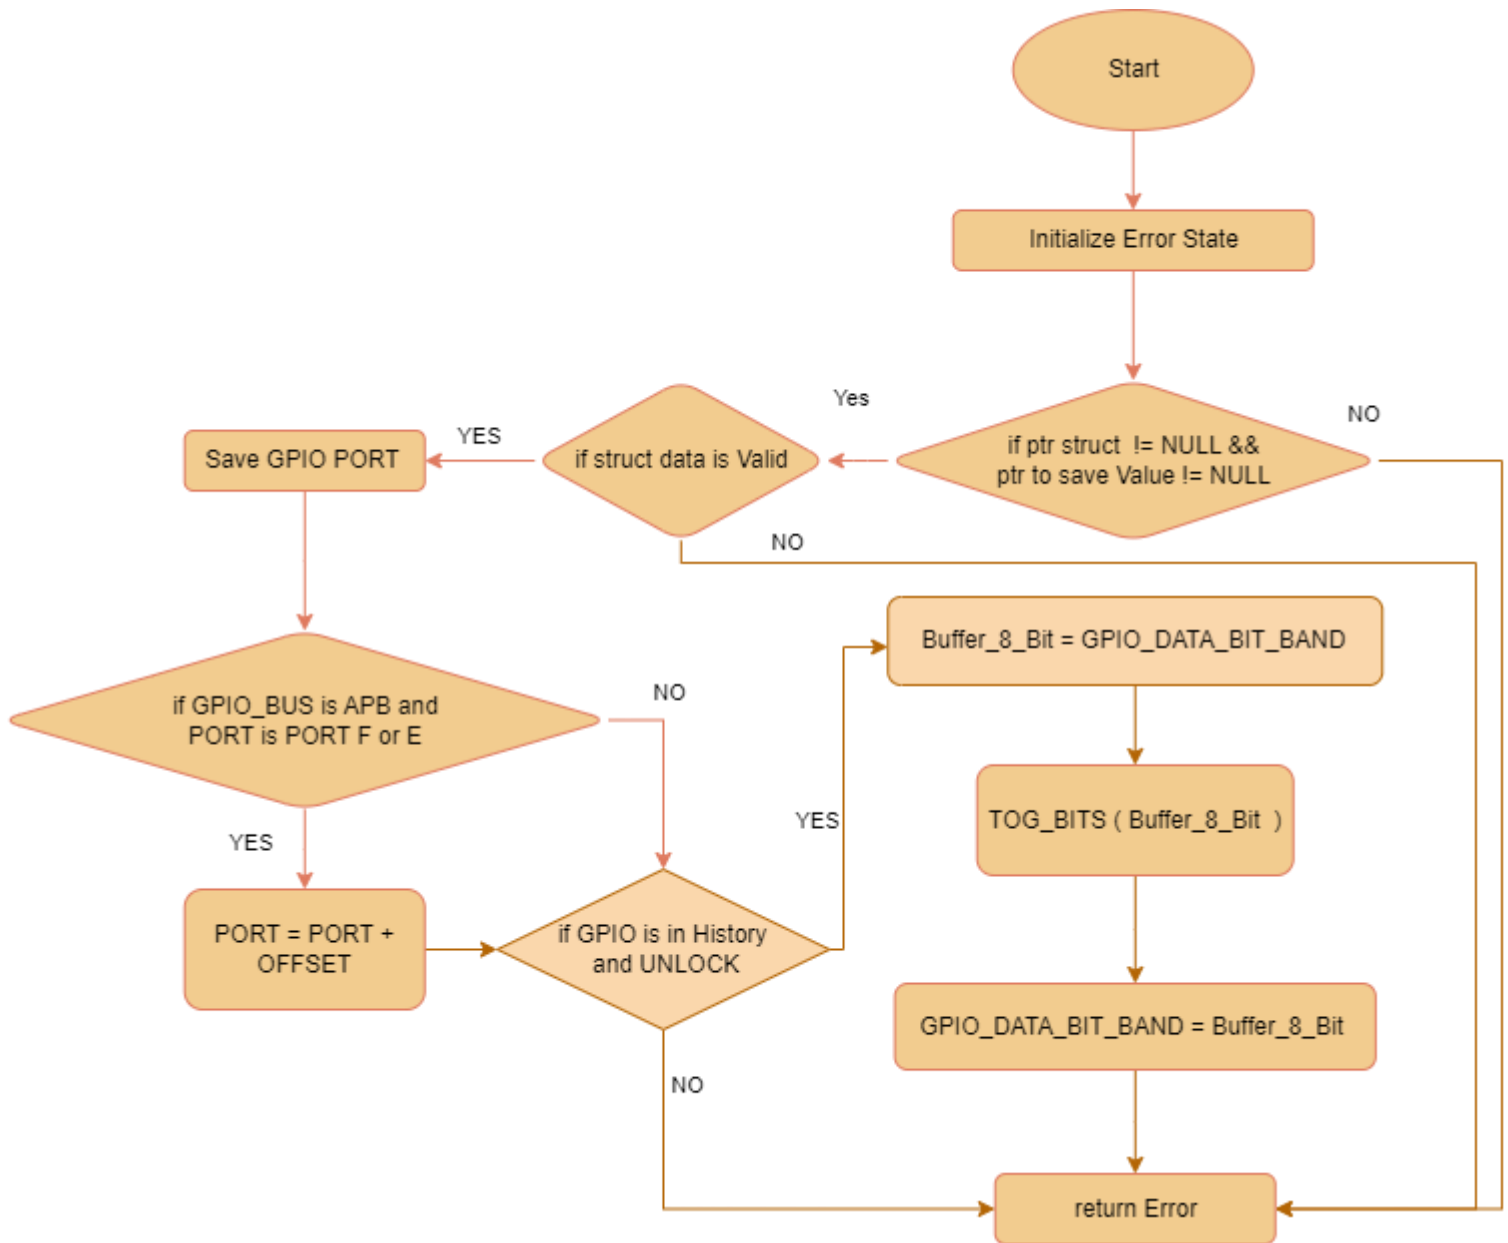 Start
Initialize Error State
if ptr struct != NULL &&
ptr to save Value != NULL
NO
Yes
if struct data is Valid
YES
NO
Save GPIO PORT
if GPIO_BUS is APB and
PORT is PORT F or E
NO
YES
PORT = PORT +
OFFSET
if GPIO is in History
and UNLOCK
YES
NO
Buffer_8_Bit = GPIO_DATA_BIT_BAND
TOG_BITS ( Buffer_8_Bit )
GPIO_DATA_BIT_BAND = Buffer_8_Bit
return Error